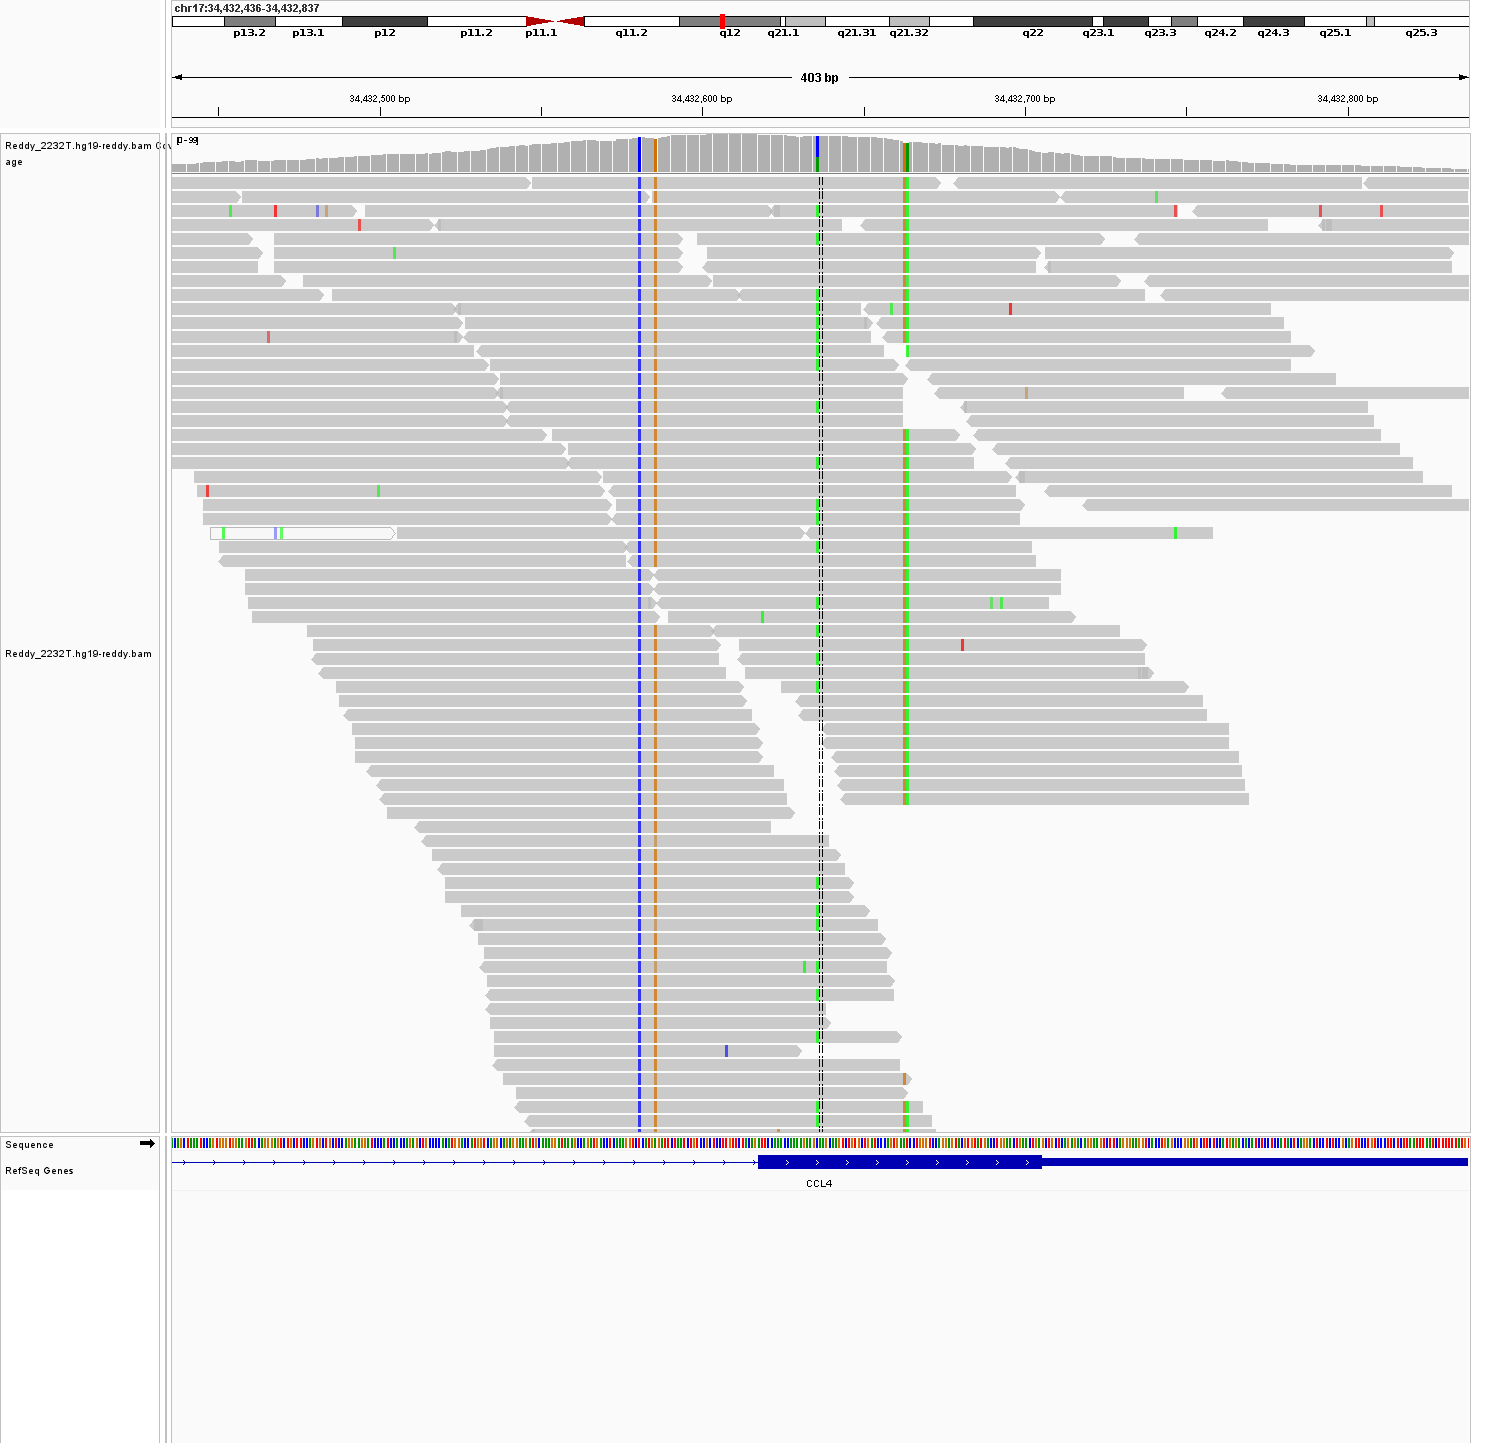 chr17:34,432,436-34,432,837
p13.2 p13.1 p12 p11.2 p11.1 q11.2 q12 q21.1 q21.31 q21.32 q22 q23.1 q23.3 q24.2 q24.3 q25.1 q25.3
403 bp
34,432,500 bp 34,432,600 bp 34,432,700 bp 34,432,800 bp
[0 - 99]
Reddy_2232T.hg19-reddy.bam Cov
age
Reddy_2232T.hg19-reddy.bam
Sequence
RefSeq Genes
CCL4